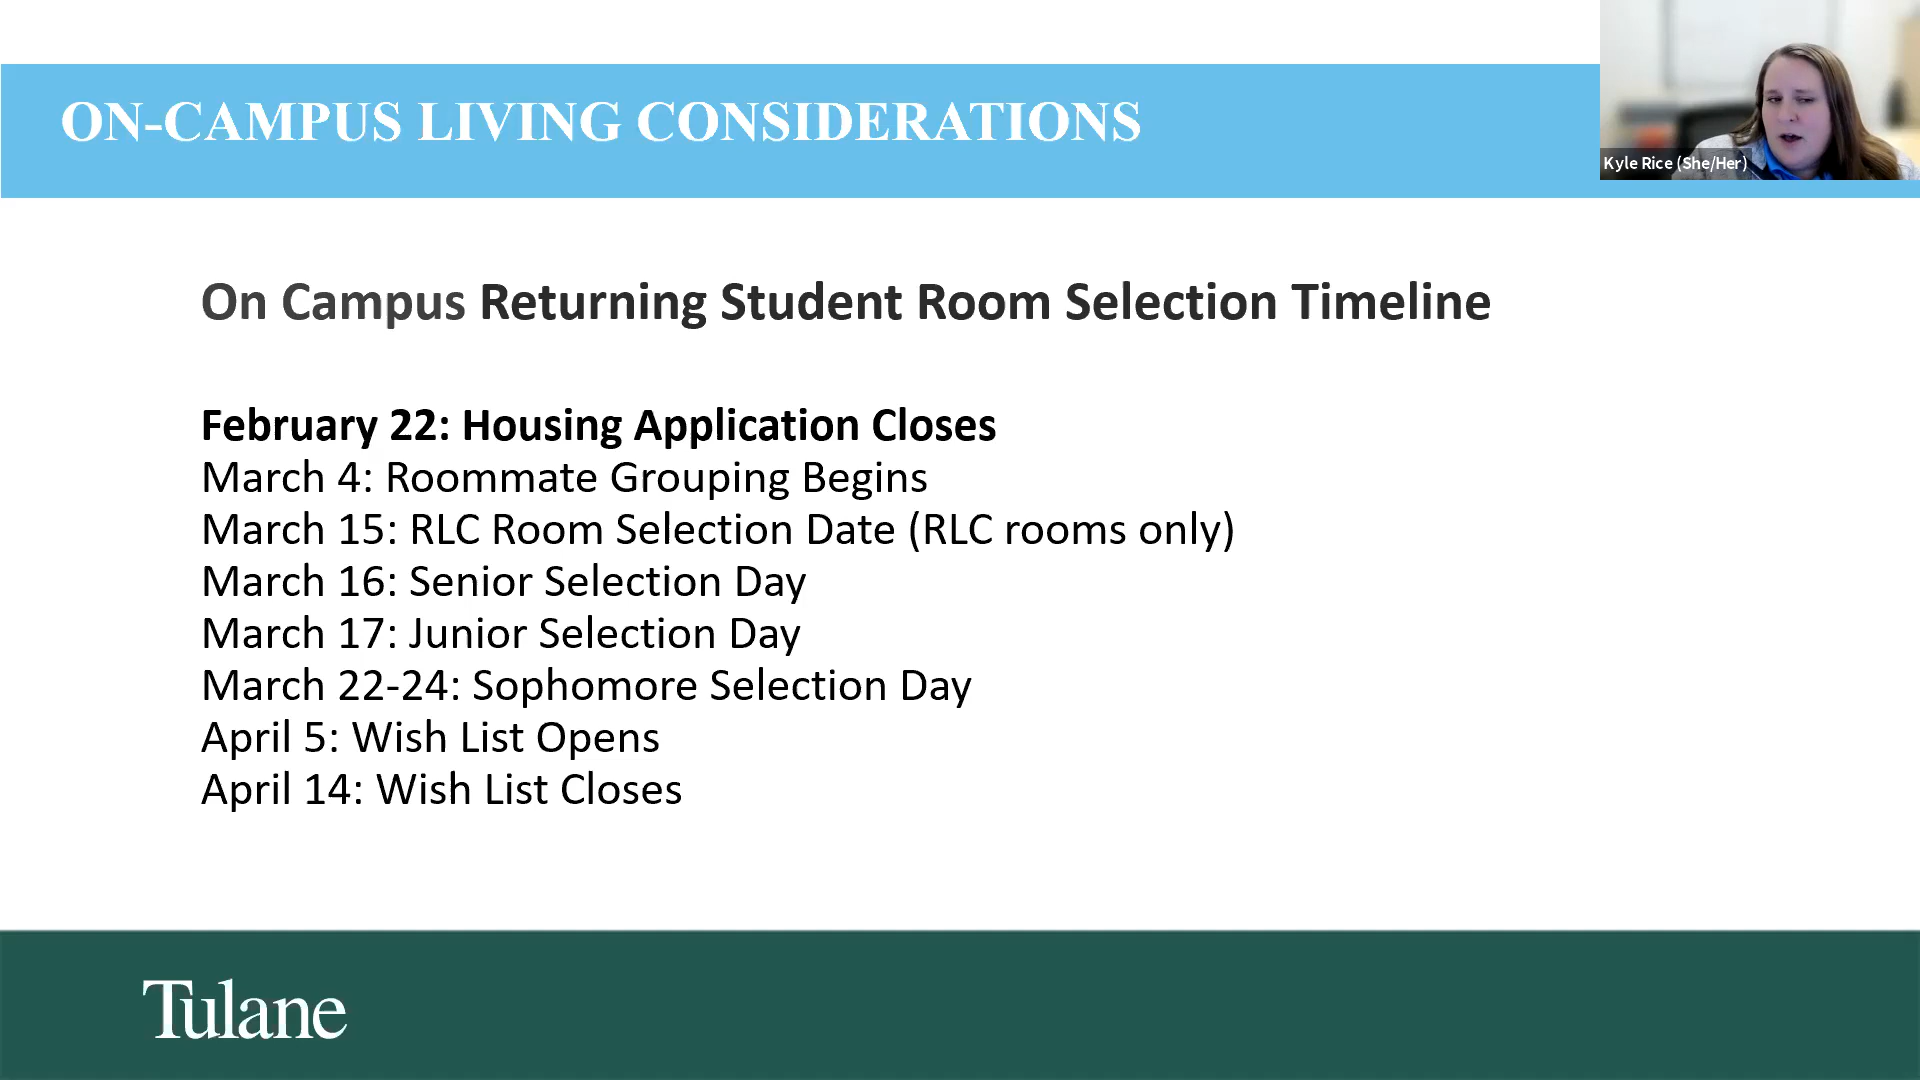 ON-CAMPUS LIVING CONSIDERATIONS
Kyle Rice (She/Her)
On Campus Returning Student Room Selection Timeline
February 22: Housing Application Closes
March 4: Roommate Grouping Begins
March 15: RLC Room Selection Date (RLC rooms only)
March 16: Senior Selection Day
March 17: Junior Selection Day
March 22-24: Sophomore Selection Day
April 5: Wish List Opens
April 14: Wish List Closes
Tulane